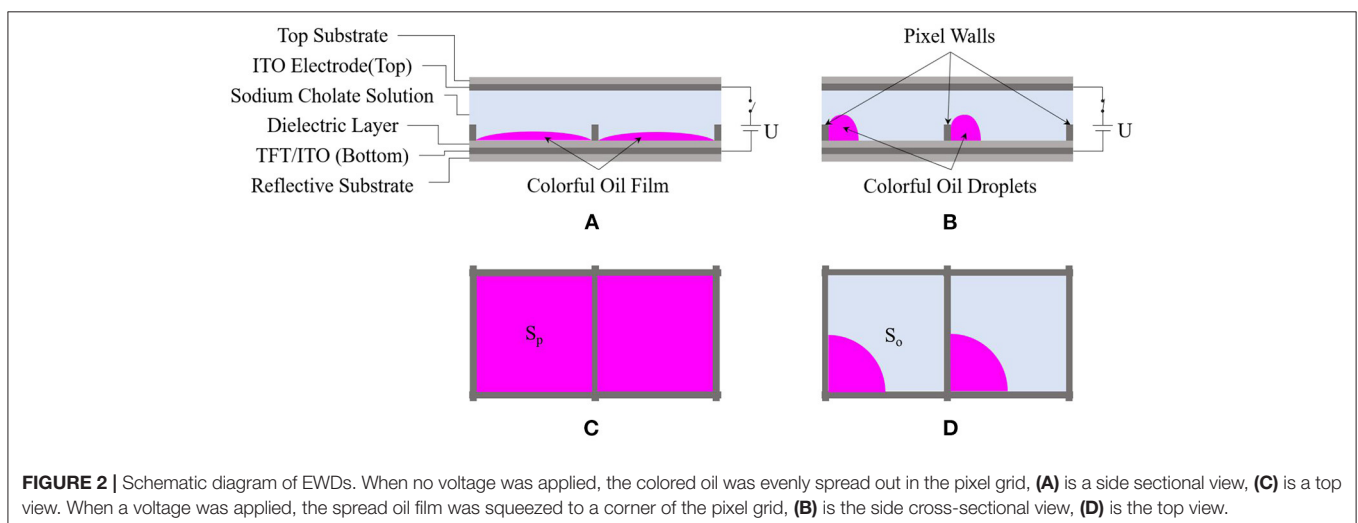 Top Substrate
ITO Electrode(Top)
Sodium Cholate Solution
Dielectric Layer
TFT/ITO (Bottom)
Reflective Substrate
U
Colorful Oil Film
A
Pixel Walls
U
Colorful Oil Droplets
B
Sp
C
So
D
FIGURE 2 | Schematic diagram of EWDs. When no voltage was applied, the colored oil was evenly spread out in the pixel grid, (A) is a side sectional view, (C) is a top
view. When a voltage was applied, the spread oil film was squeezed to a corner of the pixel grid, (B) is the side cross-sectional view, (D) is the top view.